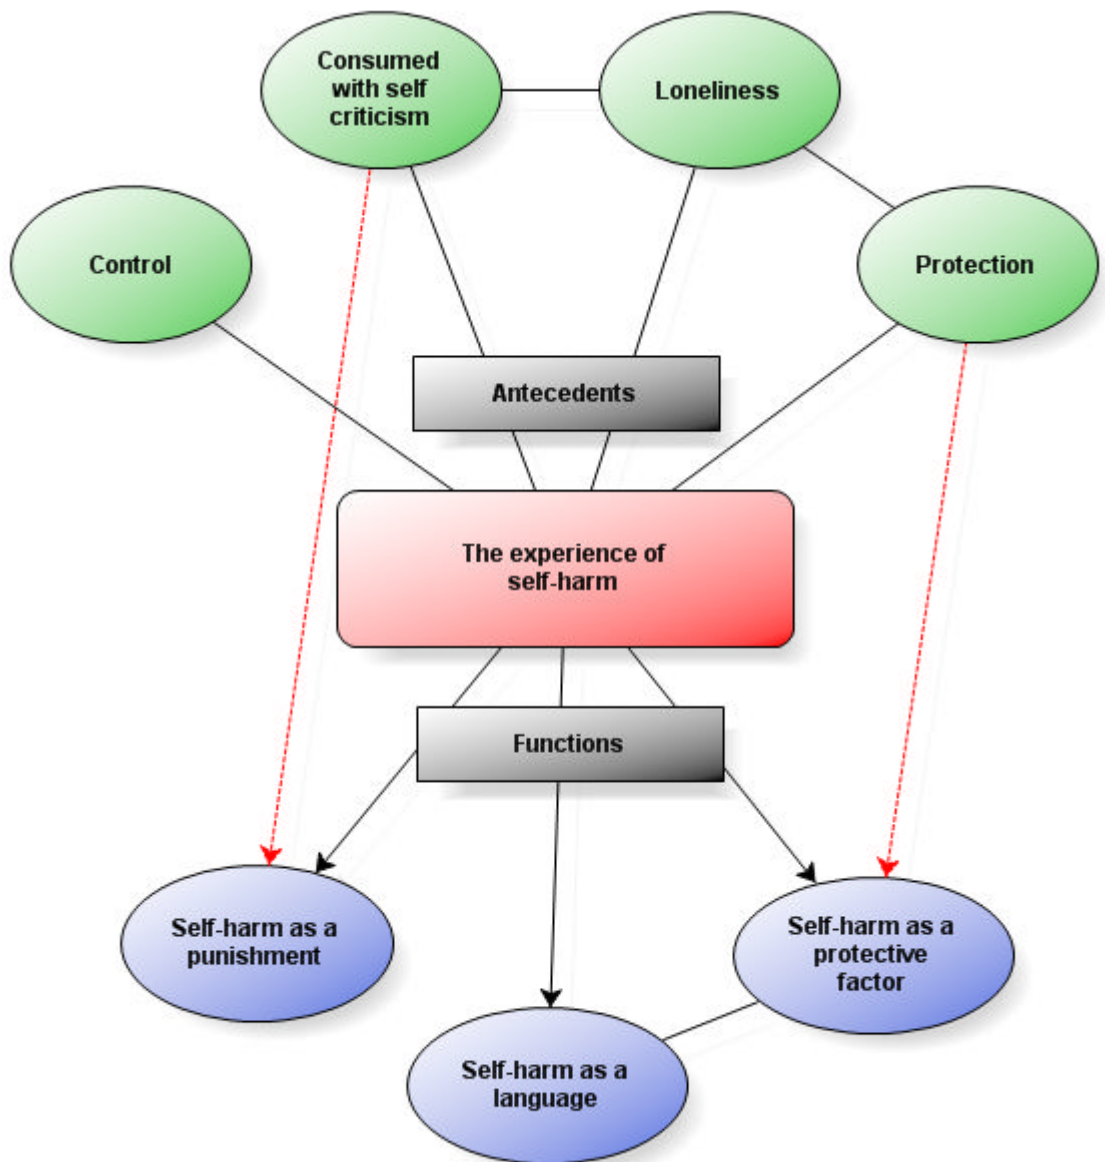 Consumed
with self
criticism
Loneliness
Control
Protection
Antecedents
The experience of
self-harm
Functions
Self-harm as a
punishment
Self-harm as a
protective
factor
Self-harm as a
language